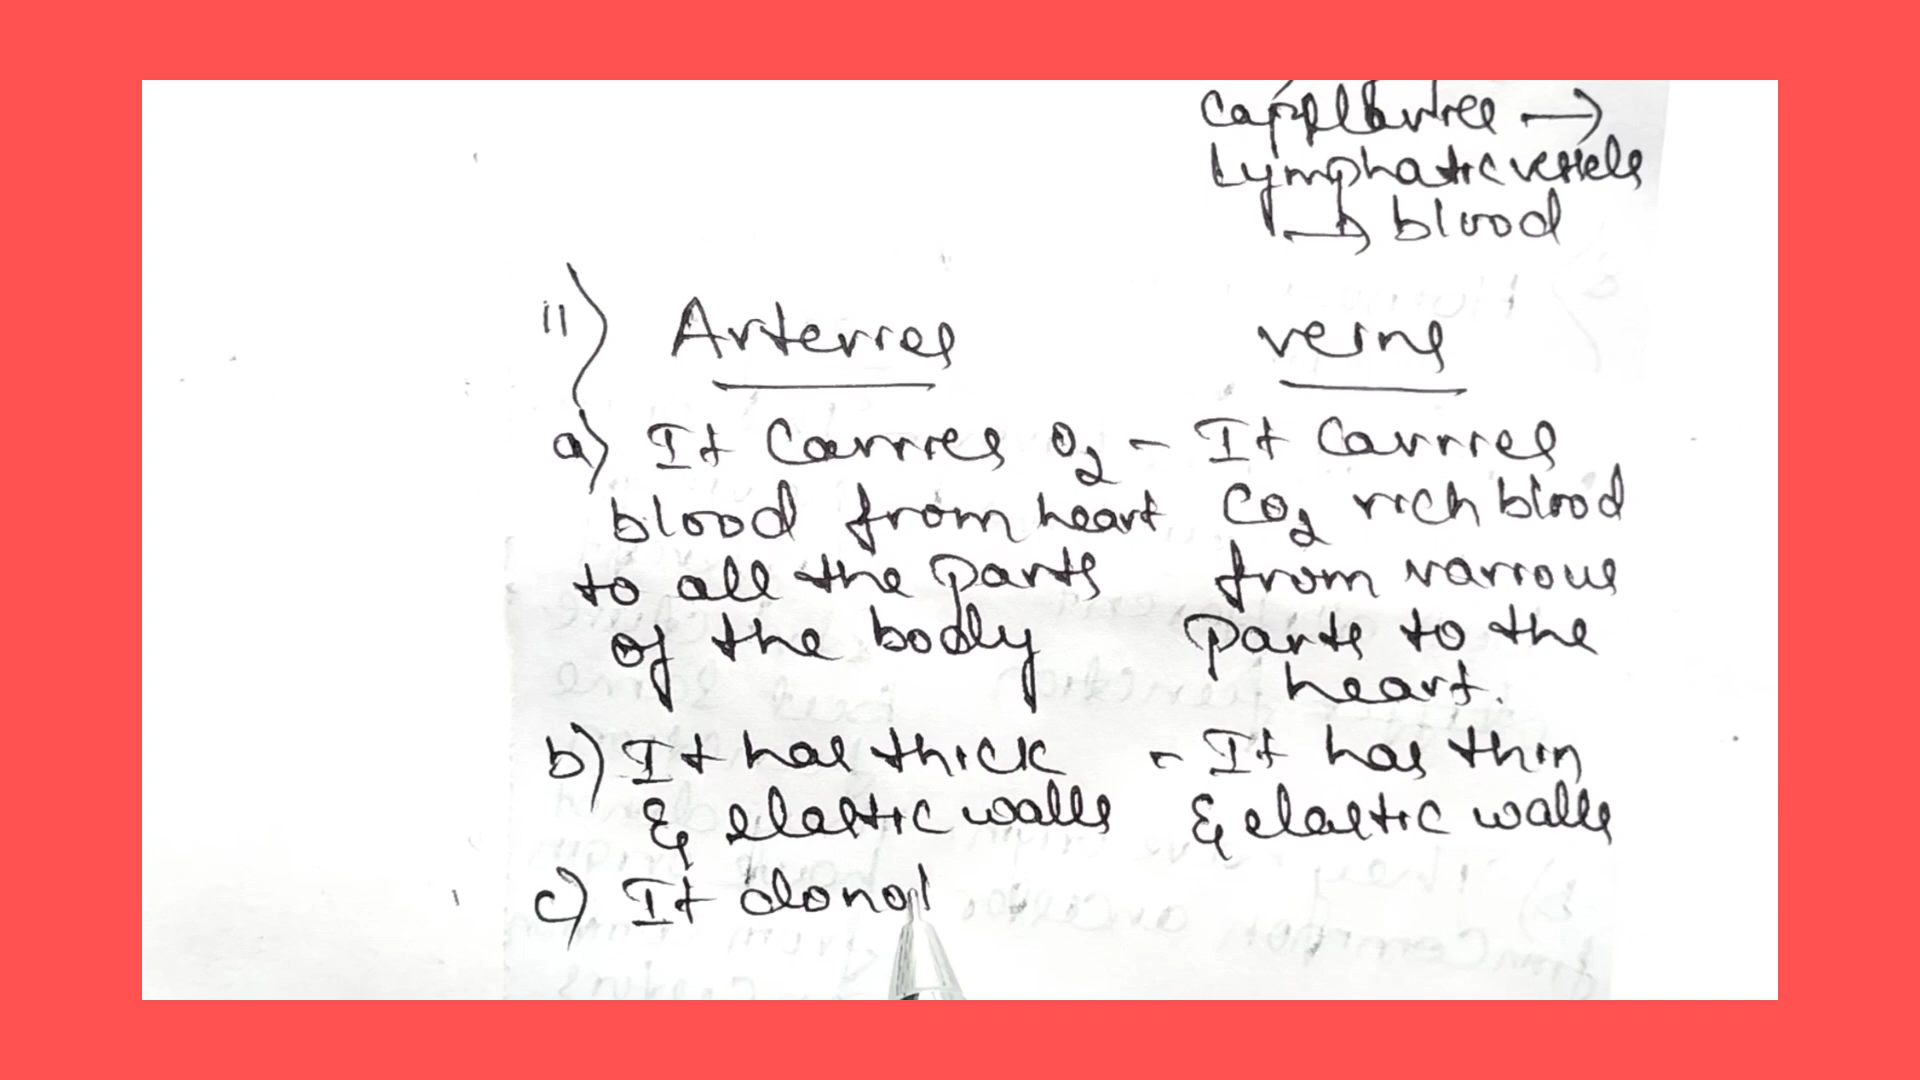 Capillaries →
Lymphatic vessels
→ blood
ii) Arteries veins
a) It Carries O₂ - It Carries
blood from heart CO₂ rich blood
to all the parts from various
of the body parts to the
heart.
b) It has thick - It has thin
& elastic walls & elastic walls
c) It donot